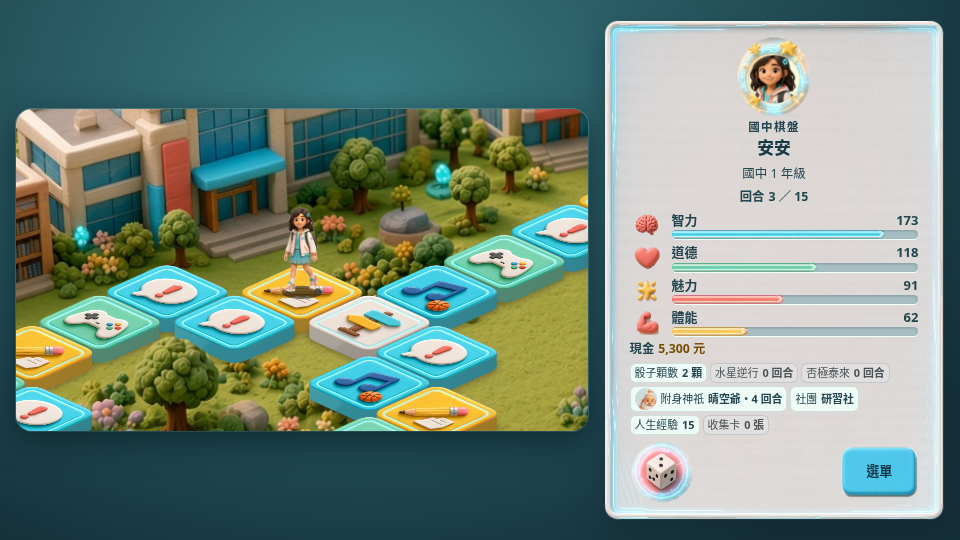 國中棋盤
安安
國中 1 年級
回合 3 ／ 15
智力 173
道德 118
魅力 91
體能 62
現金 5,300 元
骰子顆數 2 顆 水星逆行 0 回合 否極泰來 0 回合
附身神祇 晴空爺・4 回合 社團 研習社
人生經驗 15 收集卡 0 張
選單